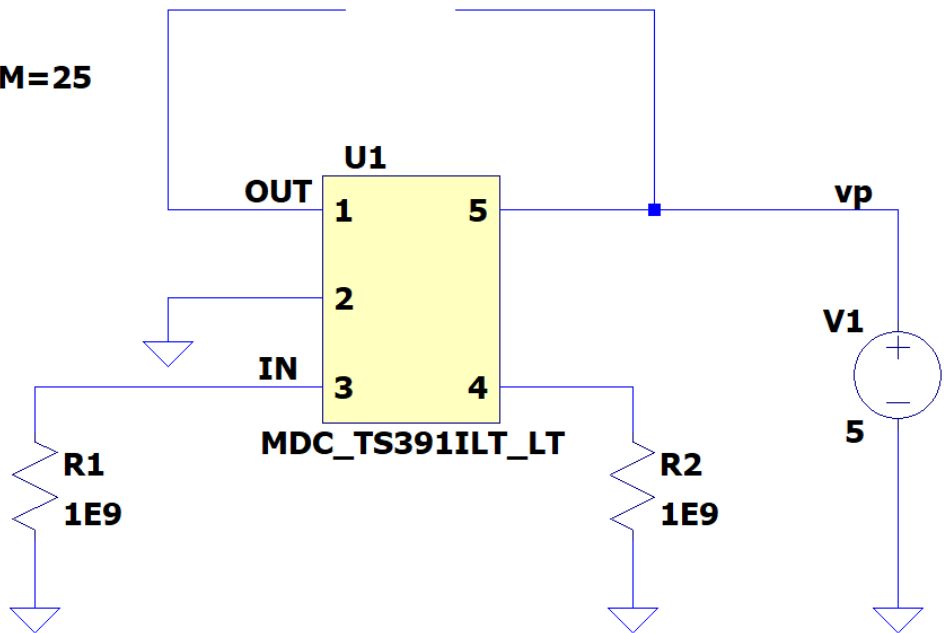 M=25
U1
OUT
1
5
vp
2
V1
IN
3
4
5
MDC_TS391ILT_LT
R1
R2
1E9
1E9